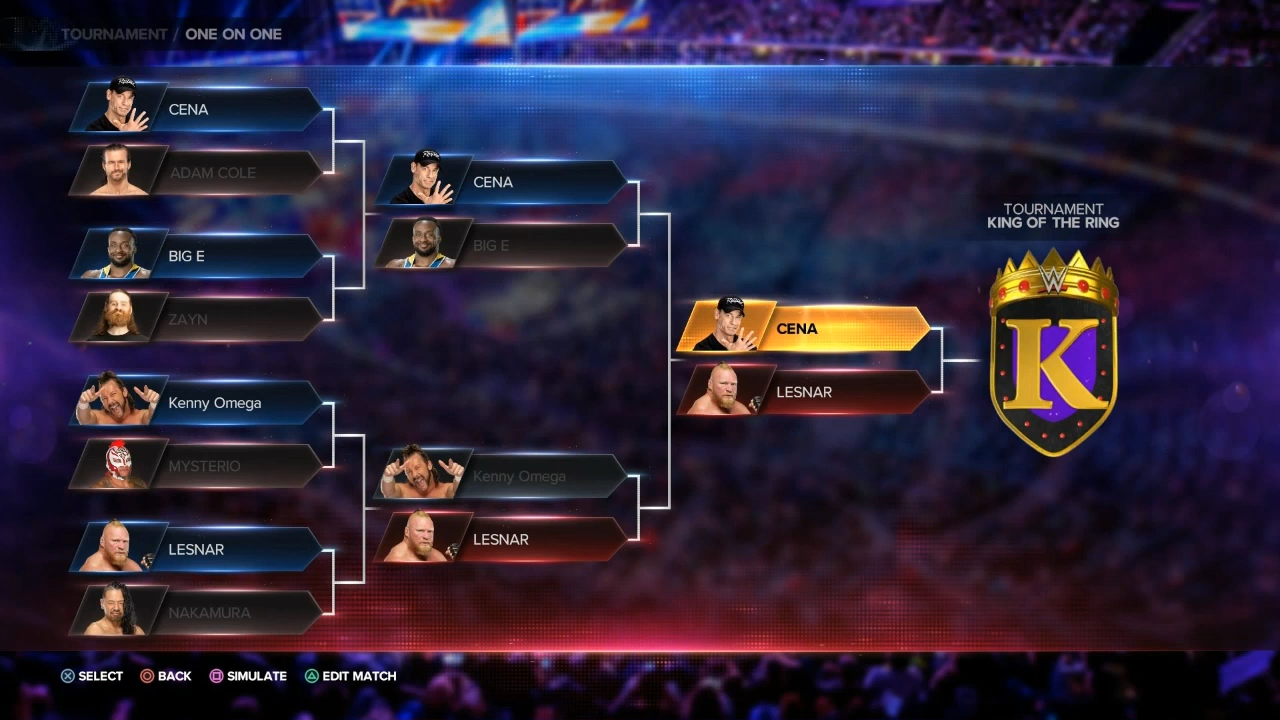 TOURNAMENT / ONE ON ONE
CENA
ADAM COLE
BIG E
ZAYN
Kenny Omega
MYSTERIO
LESNAR
NAKAMURA
CENA
BIG E
Kenny Omega
LESNAR
CENA
LESNAR
TOURNAMENT
KING OF THE RING
W
K
SELECT BACK SIMULATE EDIT MATCH